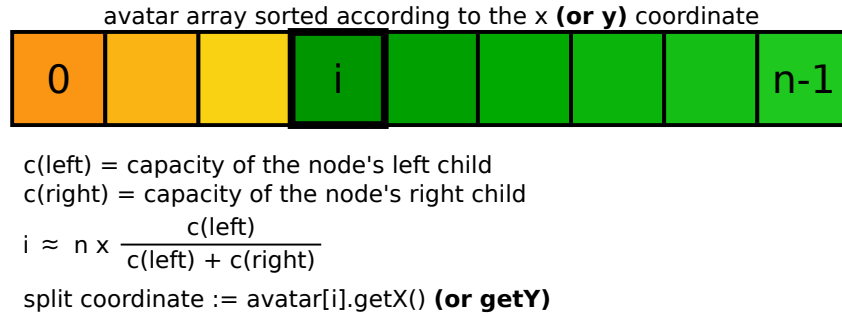 avatar array sorted according to the x (or y) coordinate
0 i n-1
c(left) = capacity of the node's left child
c(right) = capacity of the node's right child
i ≈ n x c(left)
c(left) + c(right)
split coordinate := avatar[i].getX() (or getY)